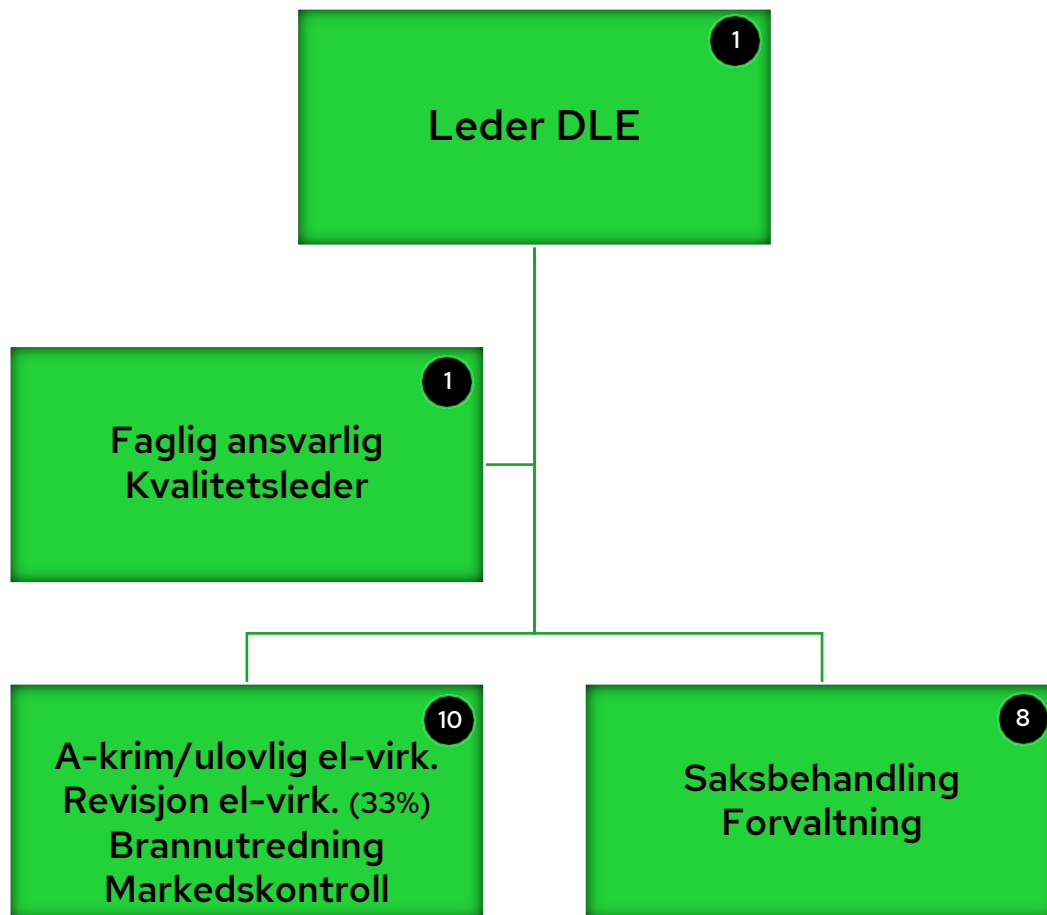 1
Leder DLE
1
Faglig ansvarlig
Kvalitetsleder
10
A-krim/ulovlig el-virk.
Revisjon el-virk. (33%)
Brannutredning
Markedskontroll
8
Saksbehandling
Forvaltning